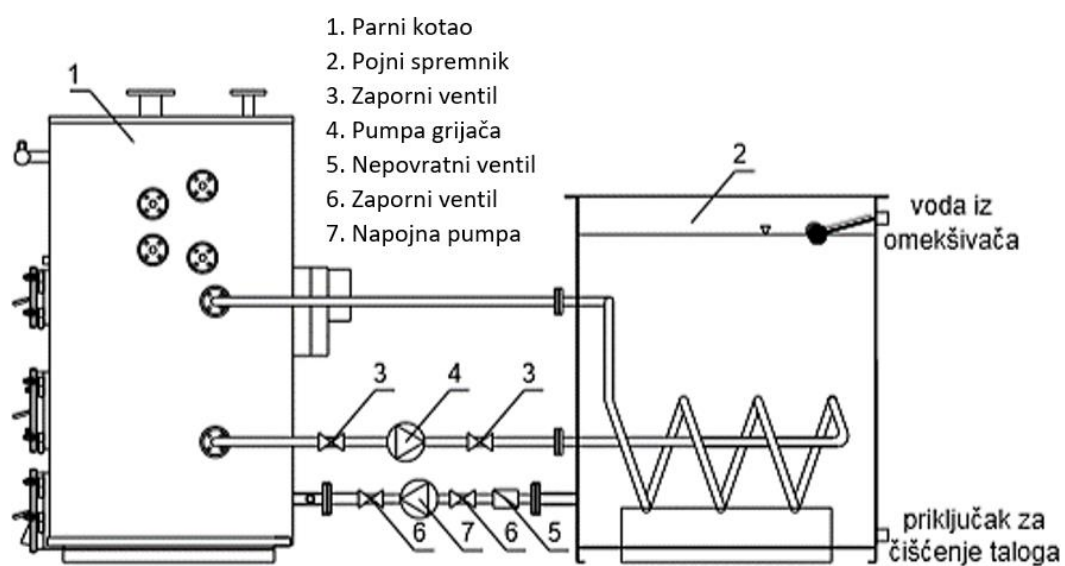 1. Parni kotao
2. Pojni spremnik
3. Zaporni ventil
4. Pumpa grijača
5. Nepovratni ventil
6. Zaporni ventil
7. Napojna pumpa
1
2
voda iz
omekšivača
3
4
3
6
7
6
5
priključak za
čišćenje taloga